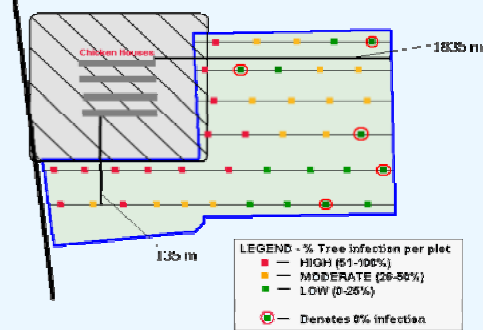 Chicken Houses
1835 m
135 m
LEGEND - % Tree infection per plot
HIGH (51-100%)
MODERATE (26-50%)
LOW (0-25%)
Denotes 0% infection